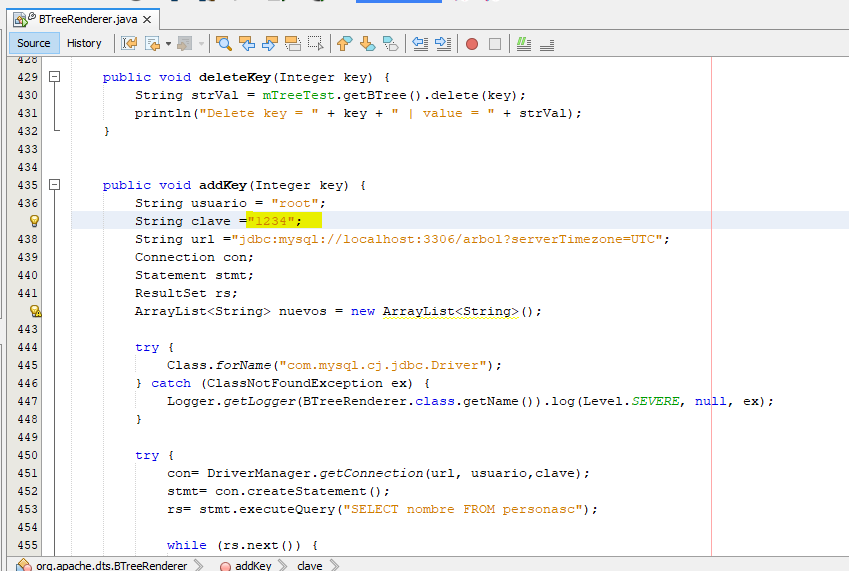 BTreeRenderer.java
Source History
428
429 public void deleteKey(Integer key) {
430 String strVal = mTreeTest.getBTree().delete(key);
431 println("Delete key = " + key + " | value = " + strVal);
432 }
433
434
435 public void addKey(Integer key) {
436 String usuario = "root";
String clave ="1234";
438 String url ="jdbc:mysql://localhost:3306/arbol?serverTimezone=UTC";
439 Connection con;
440 Statement stmt;
441 ResultSet rs;
ArrayList<String> nuevos = new ArrayList<String>();
443
444 try {
445 Class.forName("com.mysql.cj.jdbc.Driver");
446 } catch (ClassNotFoundException ex) {
447 Logger.getLogger(BTreeRenderer.class.getName()).log(Level.SEVERE, null, ex);
448 }
449
450 try {
451 con= DriverManager.getConnection(url, usuario,clave);
452 stmt= con.createStatement();
453 rs= stmt.executeQuery("SELECT nombre FROM personasc");
454
455 while (rs.next()) {
org.apache.dts.BTreeRenderer addKey clave